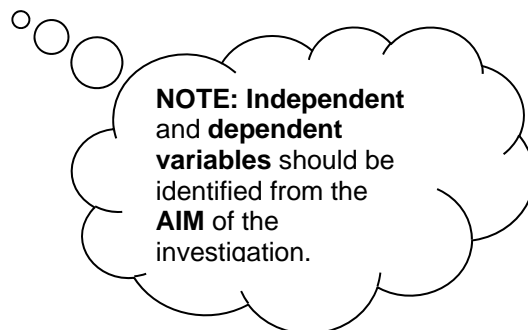 NOTE: Independent
and dependent
variables should be
identified from the
AIM of the
investigation.